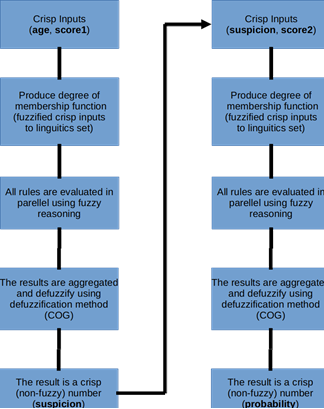 Crisp Inputs
(age, score1)
Produce degree of
membership function
(fuzzified crisp inputs
to linguitics set)
All rules are evaluated in
parellel using fuzzy
reasoning
The results are aggregated
and defuzzify using
defuzzification method
(COG)
The result is a crisp
(non-fuzzy) number
(suspicion)
Crisp Inputs
(suspicion, score2)
Produce degree of
membership function
(fuzzified crisp inputs
to linguitics set)
All rules are evaluated in
parellel using fuzzy
reasoning
The results are aggregate
and defuzzify using
defuzzification method
(COG)
The result is a crisp
(non-fuzzy) number
(probability)